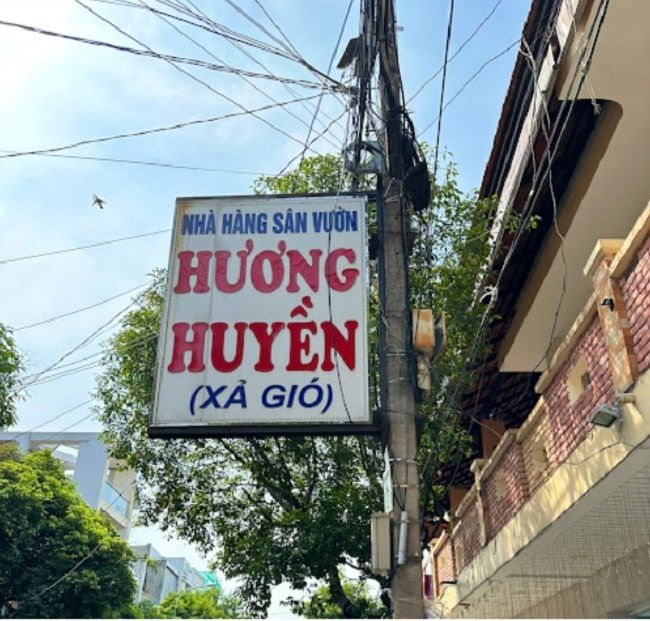 NHÀ HÀNG SÂN VƯỜN
HƯƠNG
HUYỀN
(XẢ GIÓ)